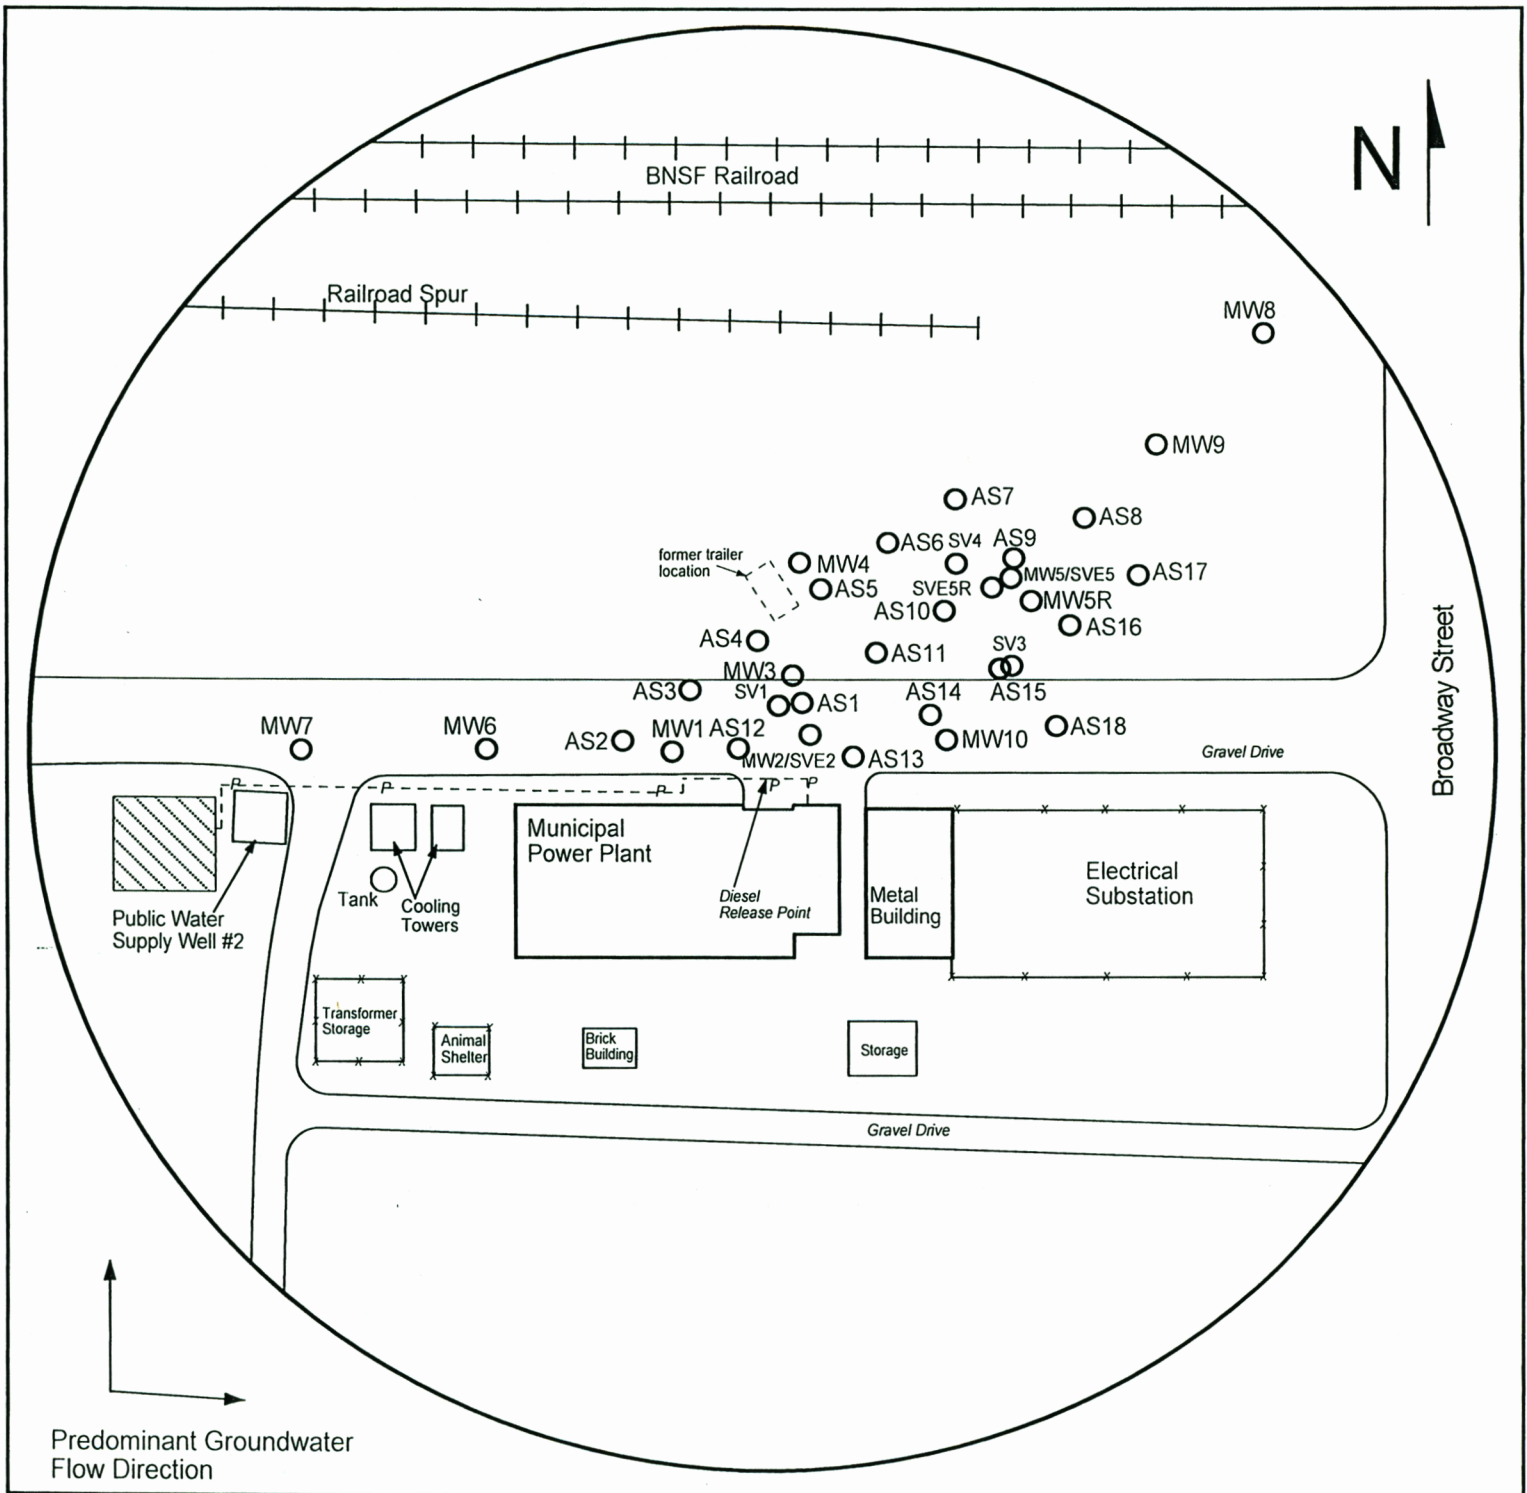 BNSF Railroad
N
Railroad Spur
MW8
MW9
AS7
AS8
AS6
SV4
AS9
former trailer
location
MW4
MW5/SVE5
AS17
AS5
SVE5R
MW5R
AS10
AS16
AS4
AS11
SV3
MW3
AS3
SV1
AS1
AS14
AS15
MW7
MW6
AS2
MW1
AS12
MW10
AS18
MW2/SVE2
AS13
Gravel Drive
Broadway Street
P
P
P
P
P
Municipal
Power Plant
Electrical
Substation
Diesel
Release Point
Metal
Building
Tank
Cooling
Towers
Public Water
Supply Well #2
Transformer
Storage
Animal
Shelter
Brick
Building
Storage
Gravel Drive
Predominant Groundwater
Flow Direction